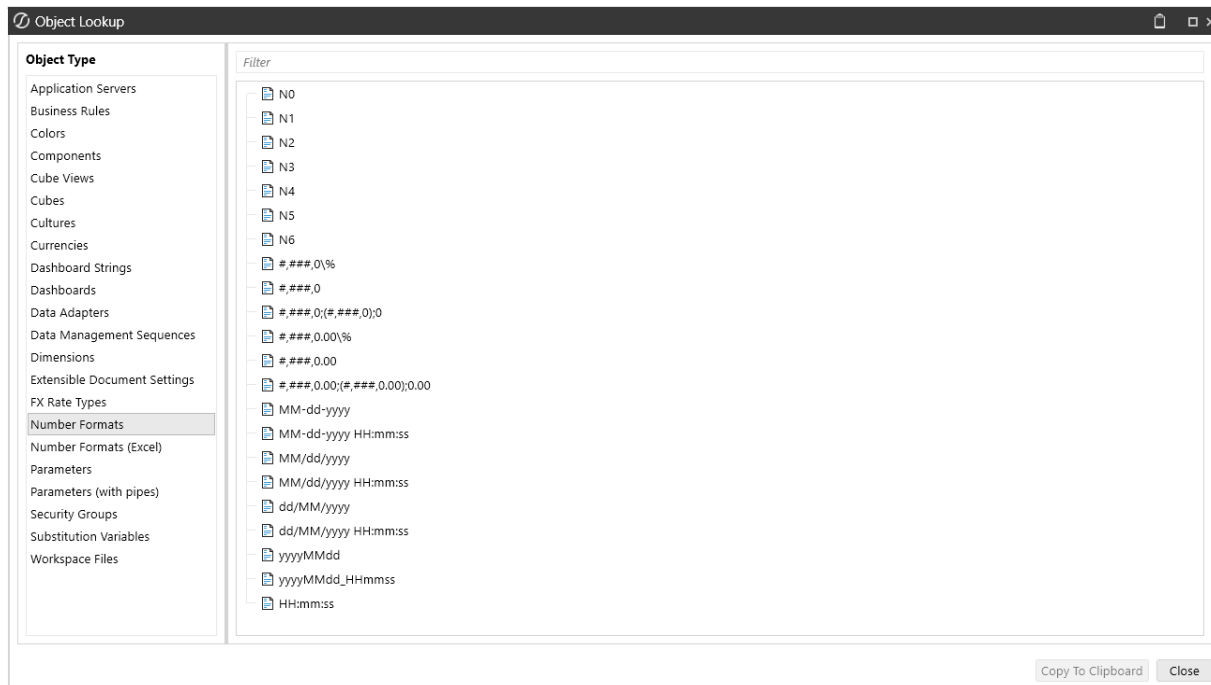 Object Lookup
Object Type
Application Servers
Business Rules
Colors
Components
Cube Views
Cubes
Cultures
Currencies
Dashboard Strings
Dashboards
Data Adapters
Data Management Sequences
Dimensions
Extensible Document Settings
FX Rate Types
Number Formats
Number Formats (Excel)
Parameters
Parameters (with pipes)
Security Groups
Substitution Variables
Workspace Files
Filter
N0
N1
N2
N3
N4
N5
N6
#,###,0\%
#,###,0
#,###,0;(#,###,0);0
#,###,0.00\%
#,###,0.00
#,###,0.00;(#,###,0.00);0.00
MM-dd-yyyy
MM-dd-yyyy HH:mm:ss
MM/dd/yyyy
MM/dd/yyyy HH:mm:ss
dd/MM/yyyy
dd/MM/yyyy HH:mm:ss
yyyyMMdd
yyyyMMdd_HHmmss
HH:mm:ss
Copy To Clipboard
Close